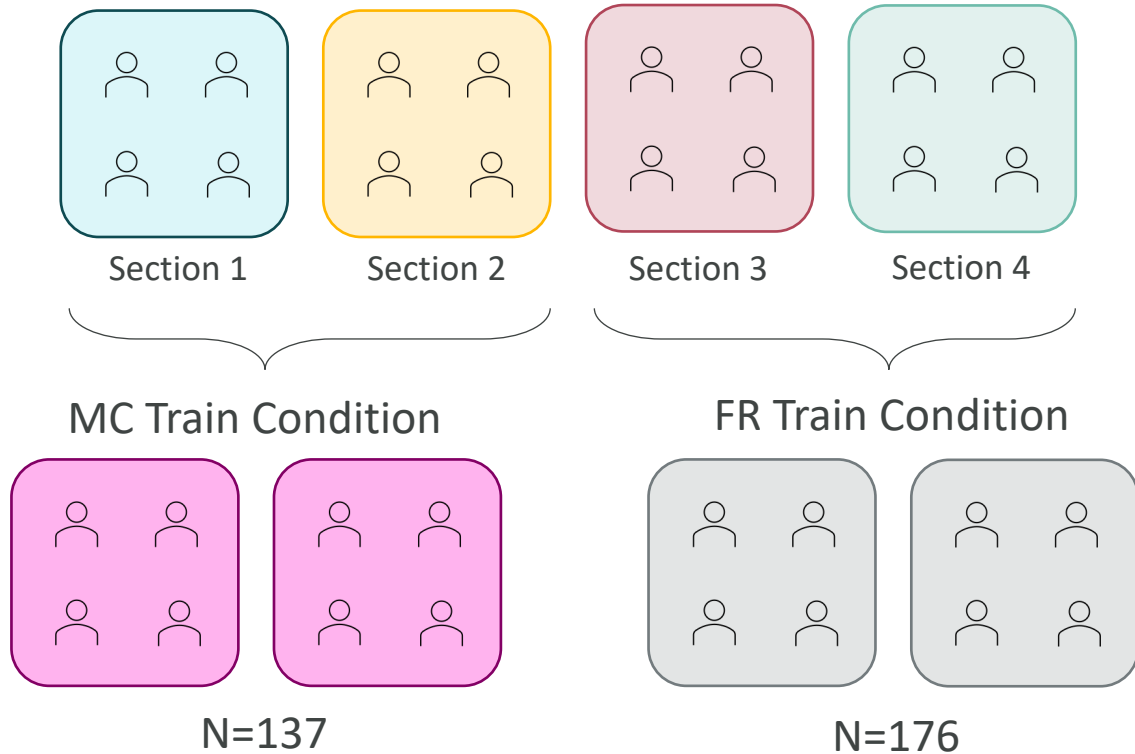 Section 1
Section 2
Section 3
Section 4
MC Train Condition
FR Train Condition
N=137
N=176